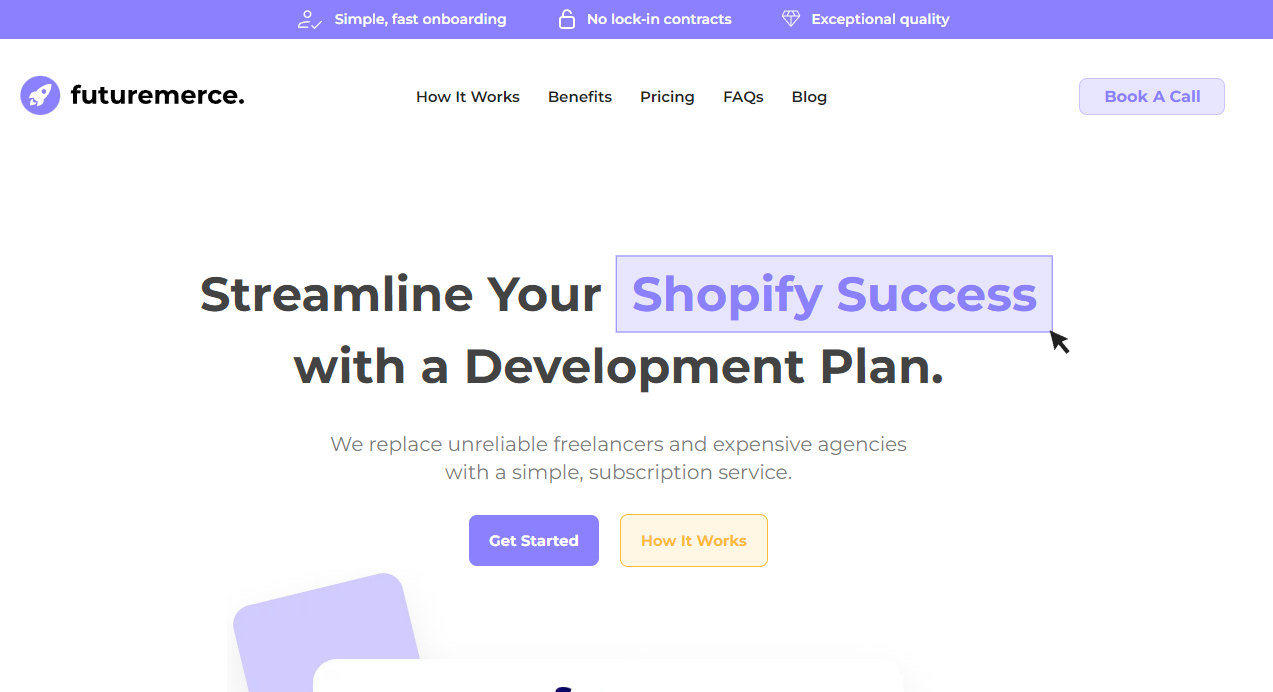 Simple, fast onboarding
No lock-in contracts
Exceptional quality
futuremerce.
How It Works
Benefits
Pricing
FAQs
Blog
Book A Call
Streamline Your Shopify Success
with a Development Plan.
We replace unreliable freelancers and expensive agencies
with a simple, subscription service.
Get Started
How It Works